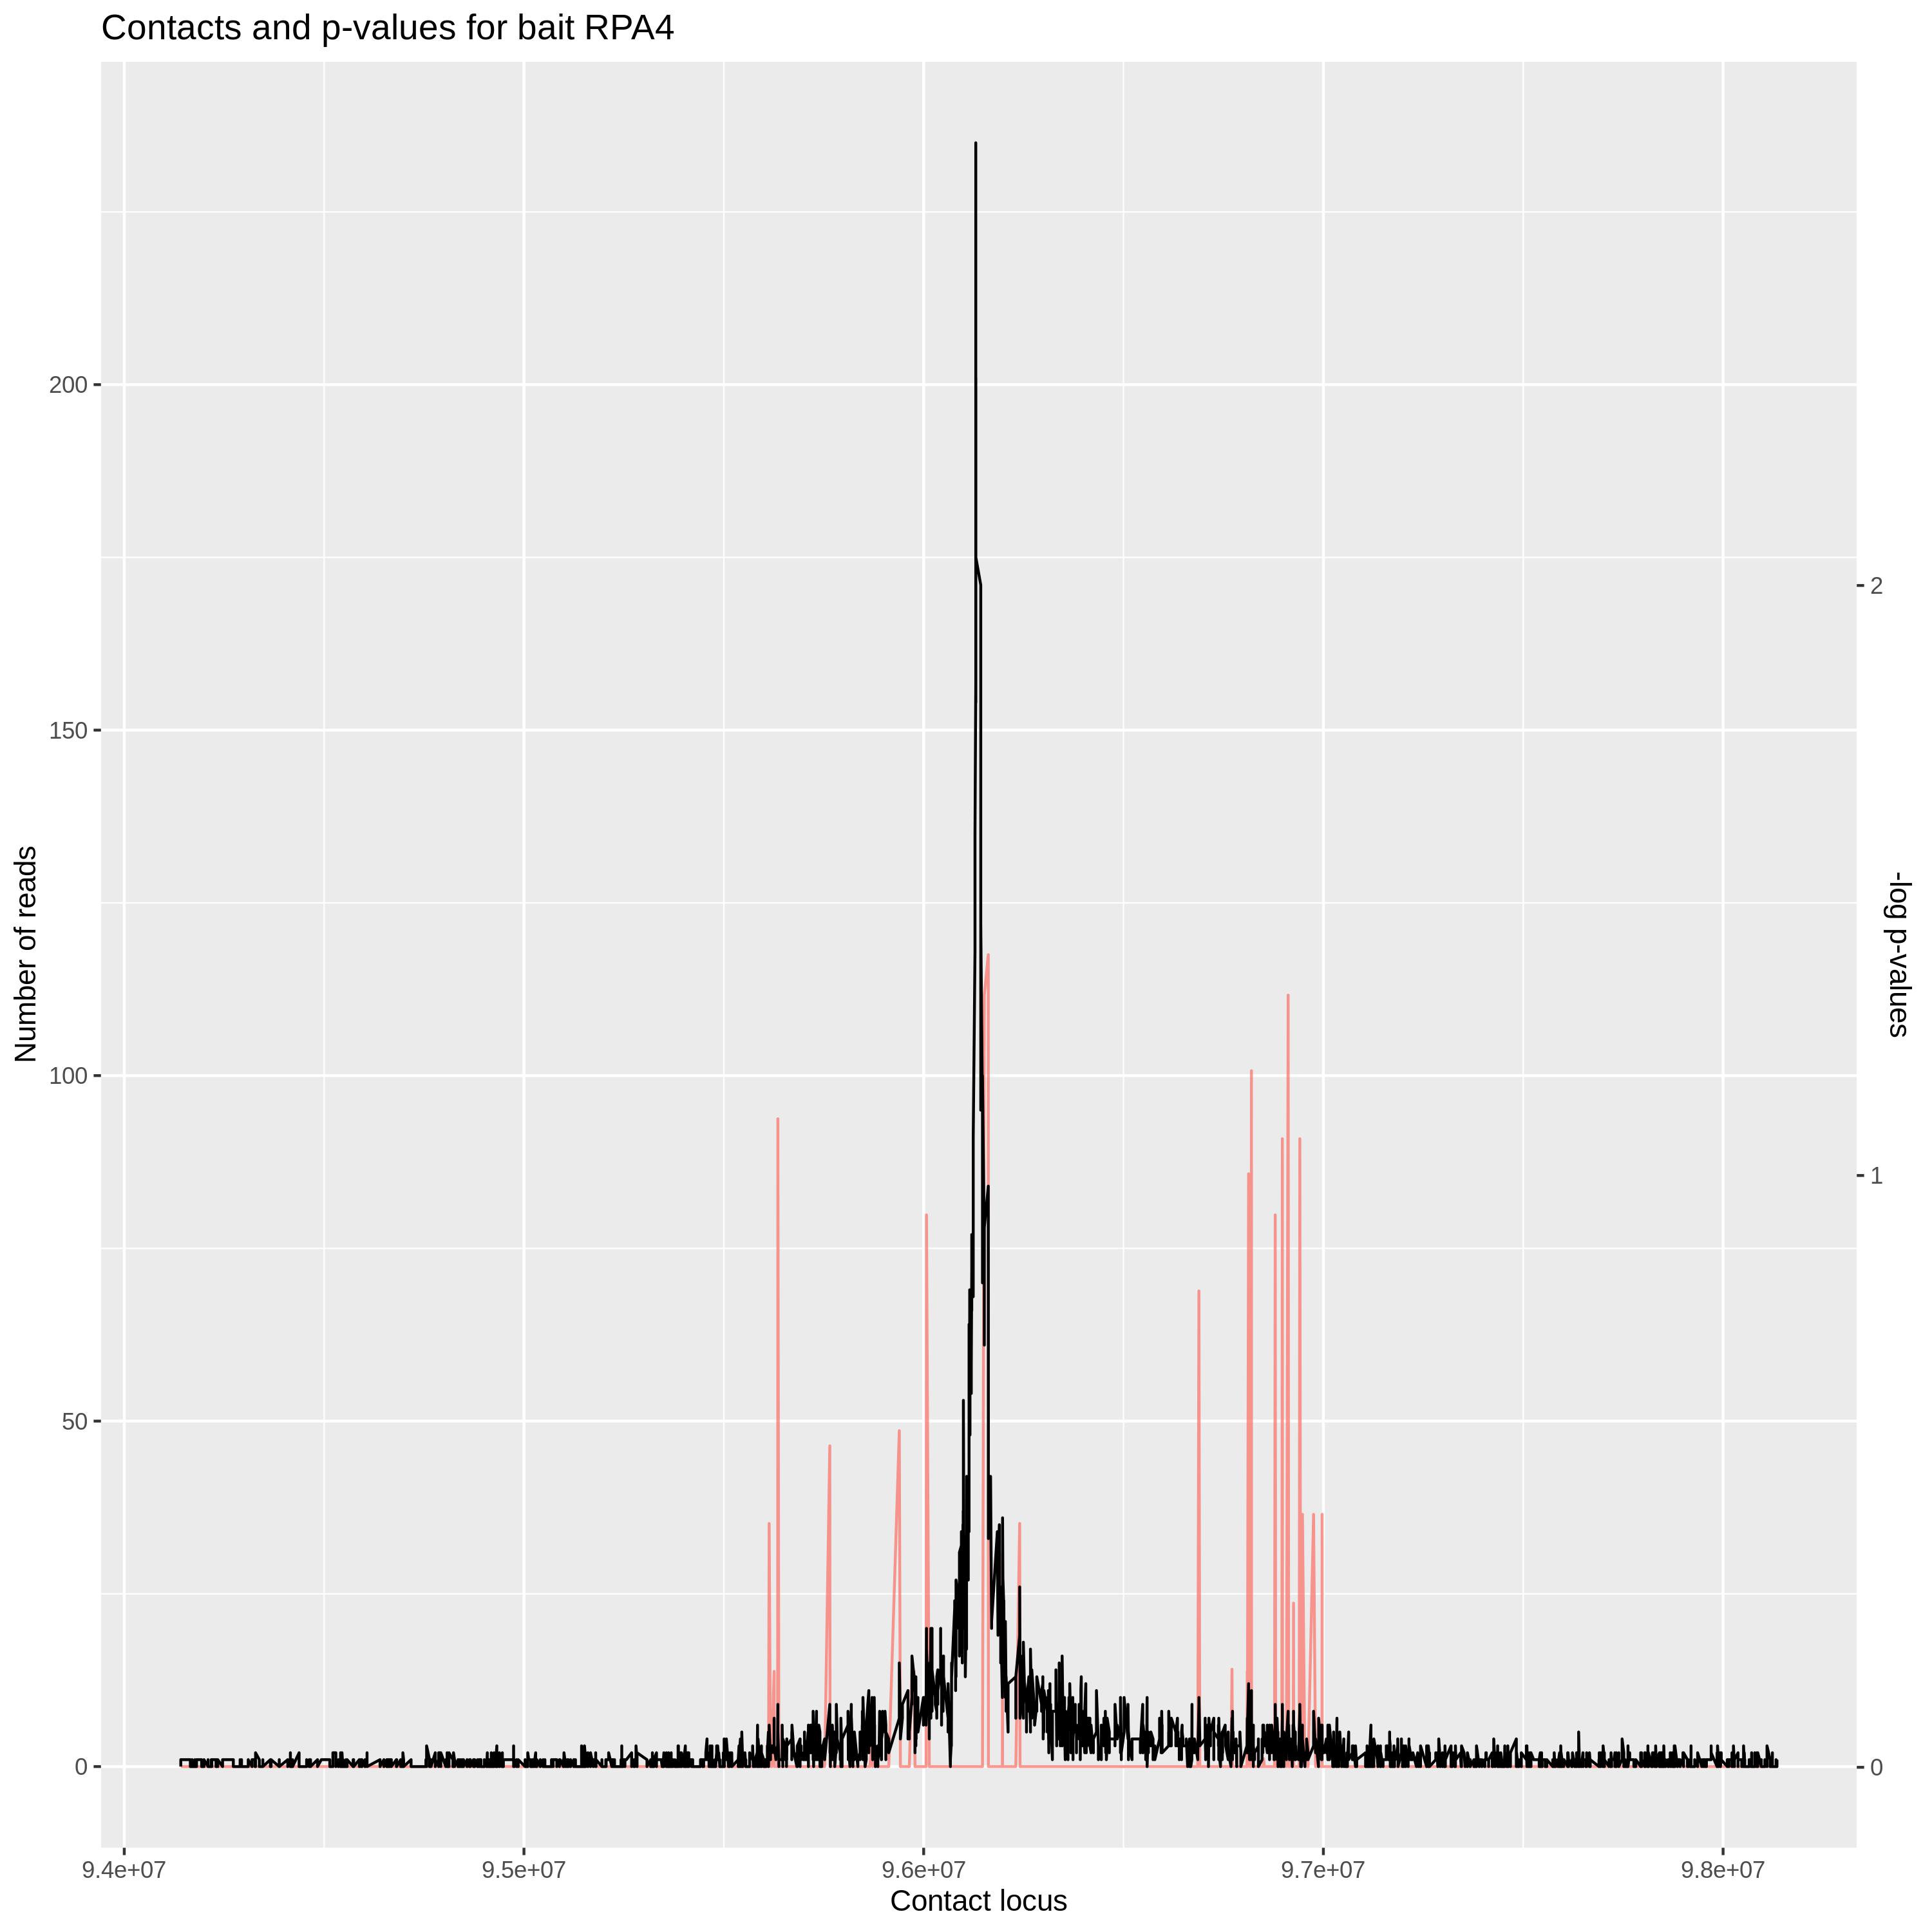 Contacts and p-values for bait RPA4
Number of reads
200
150
100
50
0
2
1
0
-log p-values
9.4e+07
9.5e+07
9.6e+07
9.7e+07
9.8e+07
Contact locus